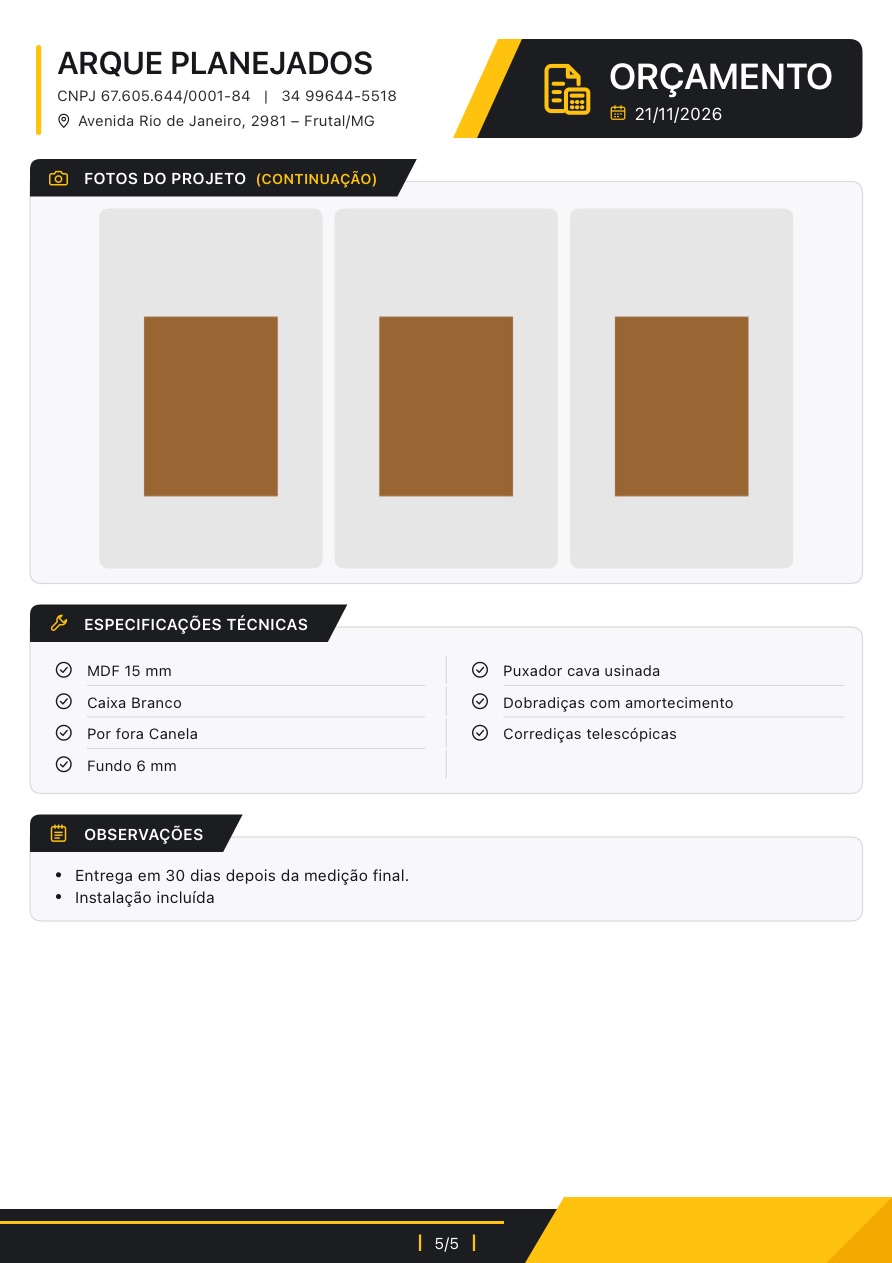 ARQUE PLANEJADOS
CNPJ 67.605.644/0001-84 | 34 99644-5518
Avenida Rio de Janeiro, 2981 – Frutal/MG
ORÇAMENTO
21/11/2026
FOTOS DO PROJETO (CONTINUAÇÃO)
ESPECIFICAÇÕES TÉCNICAS
MDF 15 mm
Caixa Branco
Por fora Canela
Fundo 6 mm
Puxador cava usinada
Dobradiças com amortecimento
Corrediças telescópicas
OBSERVAÇÕES
• Entrega em 30 dias depois da medição final.
• Instalação incluída
| 5/5 |